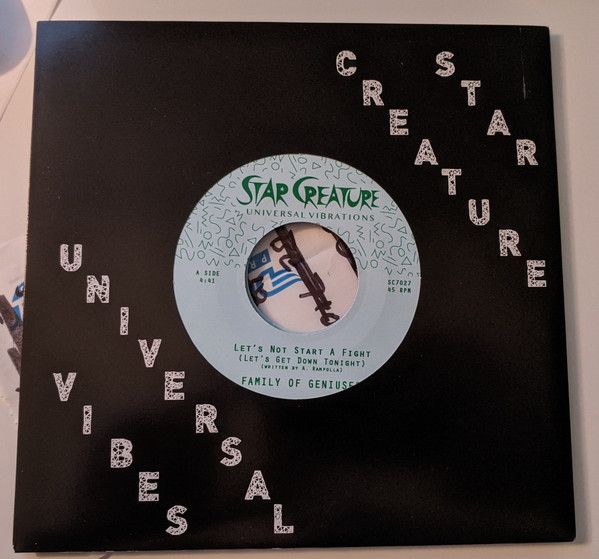 STAR
CREATURE
STAR CREATURE
UNIVERSAL VIBRATIONS
A SIDE
4:41
SC7027
45 RPM
LET'S NOT START A FIGHT
(LET'S GET DOWN TONIGHT)
(WRITTEN BY A. RAMPOLLA)
FAMILY OF GENIUSES
UNIVERSAL
VIBES